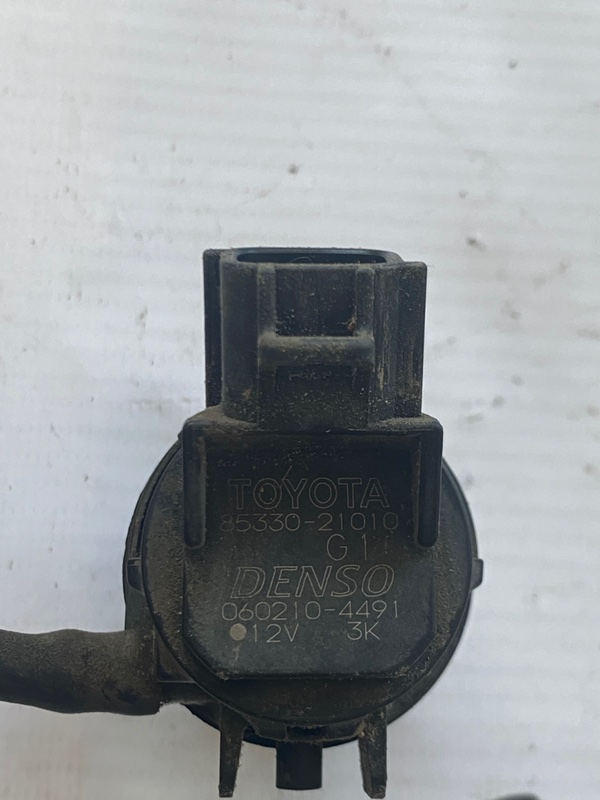 TOYOTA
85330-21010
G1
DENSO
060210-4491
12V 3K